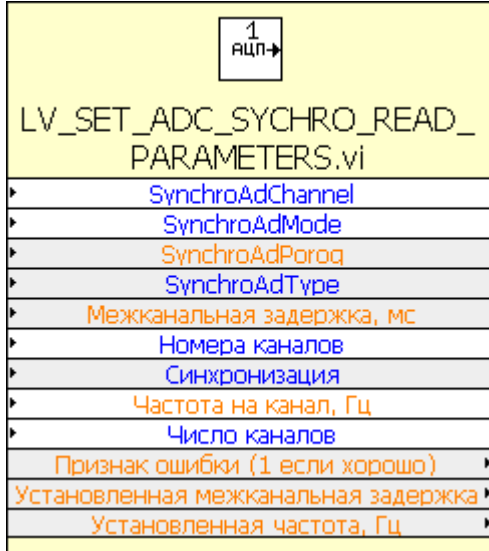 1
АЦП
LV_SET_ADC_SYCHRO_READ_
PARAMETERS.vi
SynchroAdChannel
SynchroAdMode
SynchroAdPorog
SynchroAdType
Межканальная задержка, мс
Номера каналов
Синхронизация
Частота на канал, Гц
Число каналов
Признак ошибки (1 если хорошо)
Установленная межканальная задержка
Установленная частота, Гц